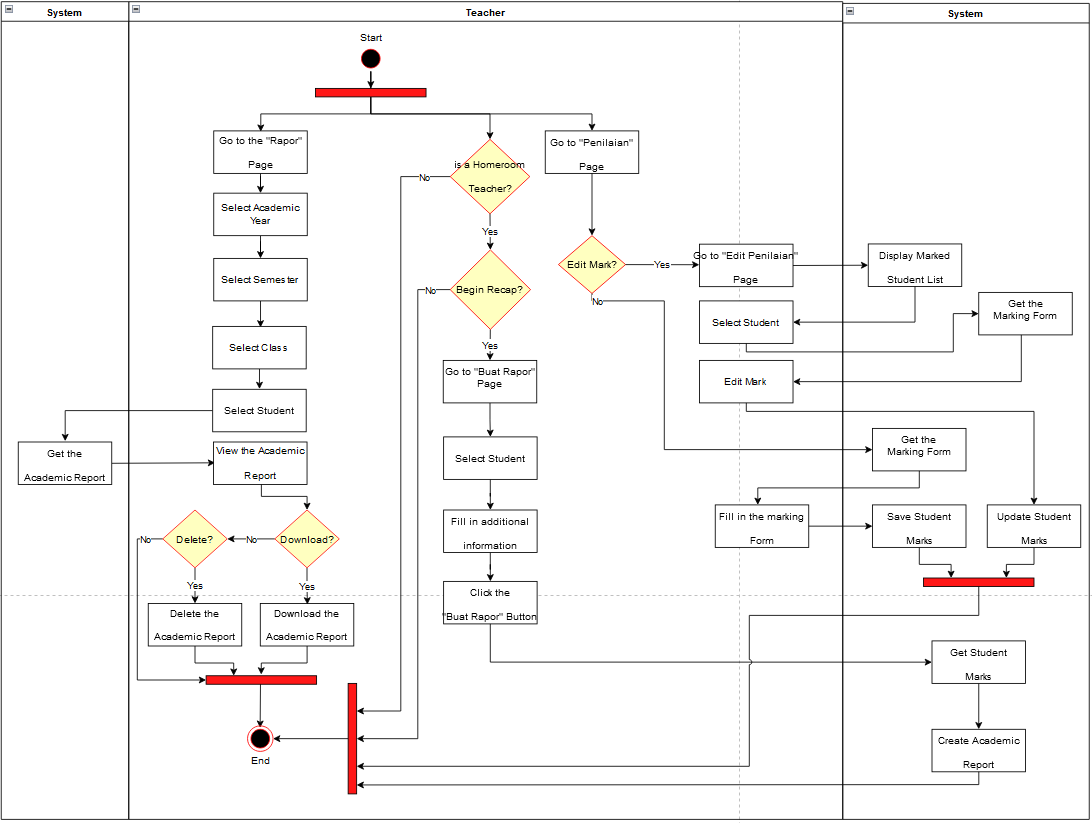 System
Teacher
System
Start
Go to the "Rapor"
Page
Select Academic
Year
Select Semester
Select Class
Select Student
Get the
Academic Report
View the Academic
Report
Download?
No
Delete?
No
Yes
Yes
Delete the
Academic Report
Download the
Academic Report
End
is a Homeroom
Teacher?
No
Yes
Begin Recap?
No
Yes
Go to "Buat Rapor"
Page
Select Student
Fill in additional
information
Click the
"Buat Rapor" Button
Go to "Penilaian"
Page
Edit Mark?
Yes
No
Go to "Edit Penilaian"
Page
Display Marked
Student List
Select Student
Get the
Marking Form
Edit Mark
Get the
Marking Form
Fill in the marking
Form
Save Student
Marks
Update Student
Marks
Get Student
Marks
Create Academic
Report